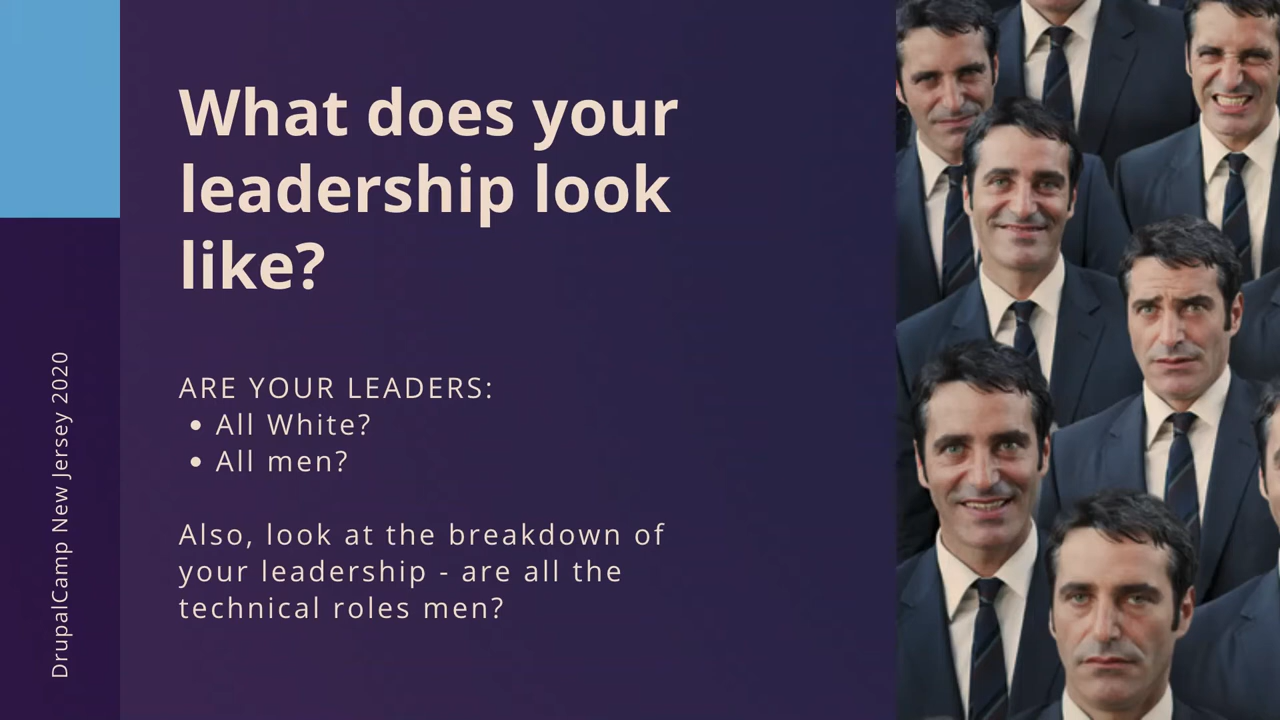 What does your
leadership look
like?
ARE YOUR LEADERS:
• All White?
• All men?
Also, look at the breakdown of
your leadership - are all the
technical roles men?
DrupalCamp New Jersey 2020